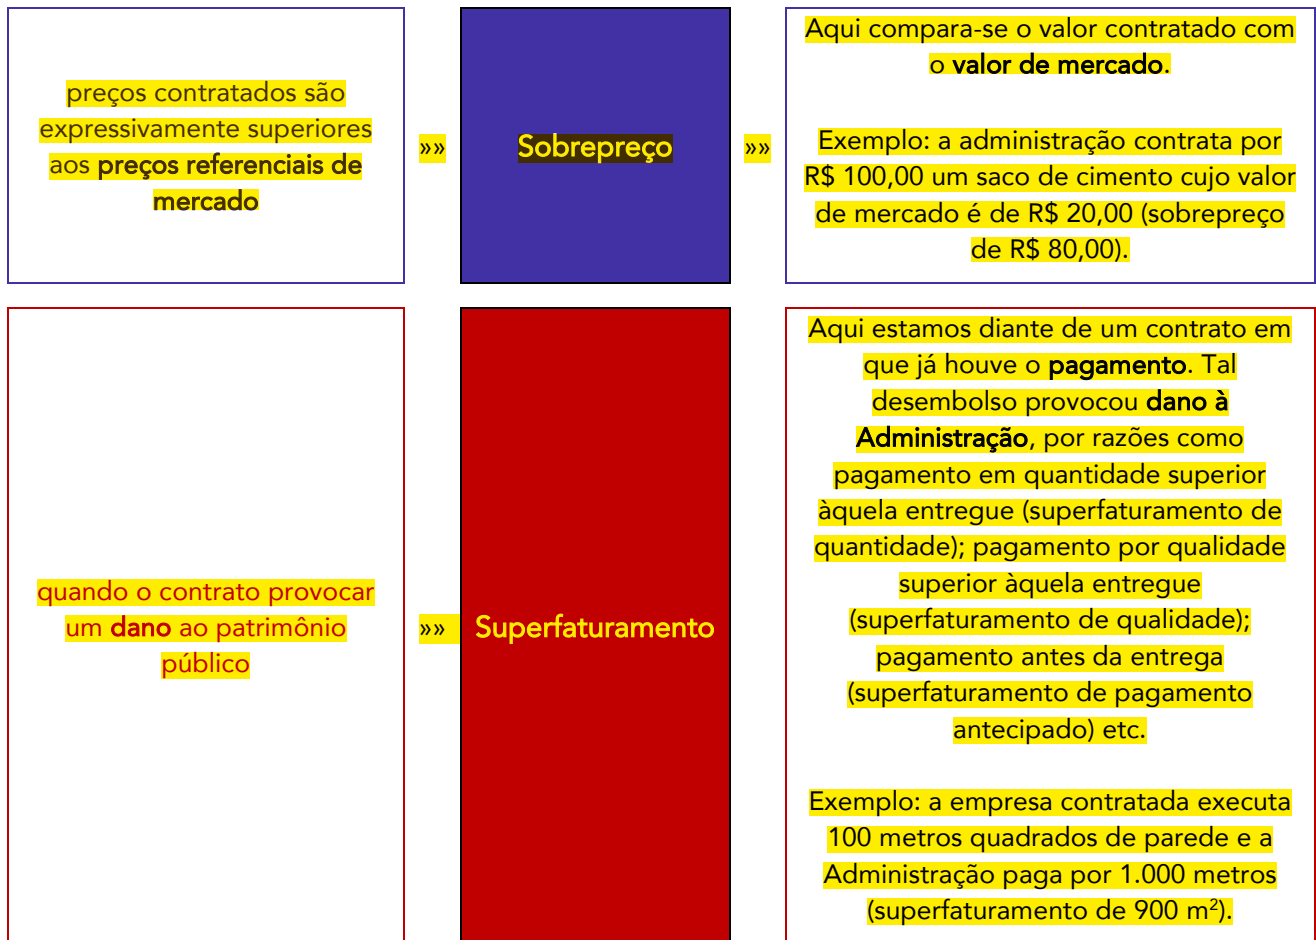 preços contratados são
expressivamente superiores
aos preços referenciais de
mercado
»»
Sobrepreço
»»
Aqui compara-se o valor contratado com
o valor de mercado.
Exemplo: a administração contrata por
R$ 100,00 um saco de cimento cujo valor
de mercado é de R$ 20,00 (sobrepreço
de R$ 80,00).
quando o contrato provocar
um dano ao patrimônio
público
»»
Superfaturamento
Aqui estamos diante de um contrato em
que já houve o pagamento. Tal
desembolso provocou dano à
Administração, por razões como
pagamento em quantidade superior
àquela entregue (superfaturamento de
quantidade); pagamento por qualidade
superior àquela entregue
(superfaturamento de qualidade);
pagamento antes da entrega
(superfaturamento de pagamento
antecipado) etc.
Exemplo: a empresa contratada executa
100 metros quadrados de parede e a
Administração paga por 1.000 metros
(superfaturamento de 900 m²).